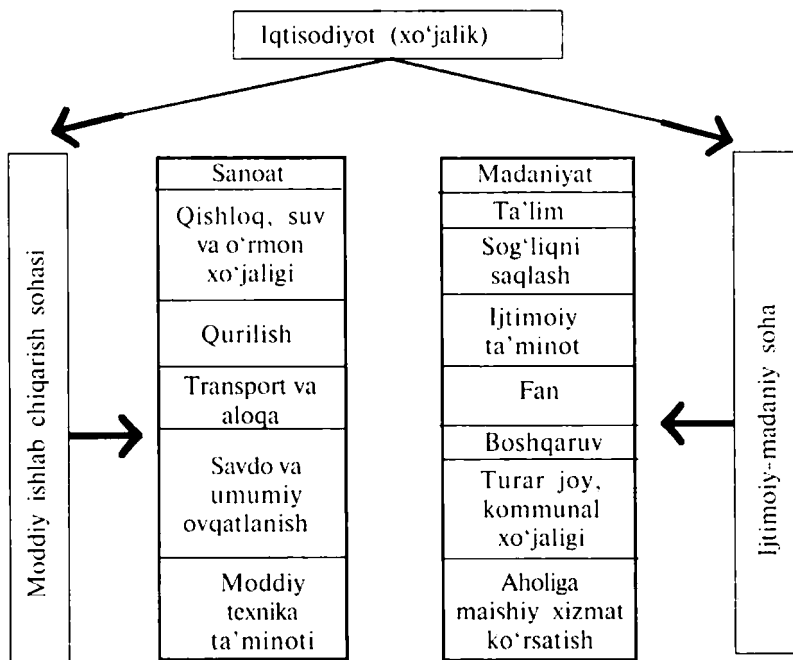 Iqtisodiyot (xo‘jalik)
Moddiy ishlab chiqarish sohasi
Sanoat
Qishloq, suv
va o‘rmon
xo‘jaligi
Qurilish
Transport va
aloqa
Savdo va
umumiy
ovqatlanish
Moddiy
texnika
ta’minoti
Madaniyat
Ta’lim
Sog‘liqni
saqlash
Ijtimoiy
ta’minot
Fan
Boshqaruv
Turar joy,
kommunal
xo‘jaligi
Aholiga
maishiy xizmat
ko‘rsatish
Ijtimoiy-madaniy soha